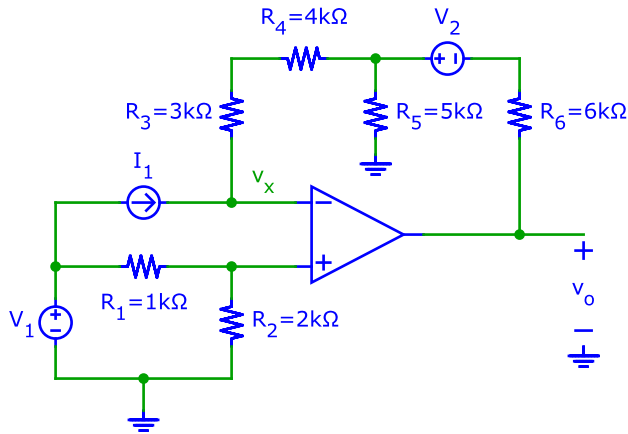 R₄=4kΩ
V₂
R₃=3kΩ
R₅=5kΩ
R₆=6kΩ
I₁
vₓ
R₁=1kΩ
V₁
R₂=2kΩ
vₒ